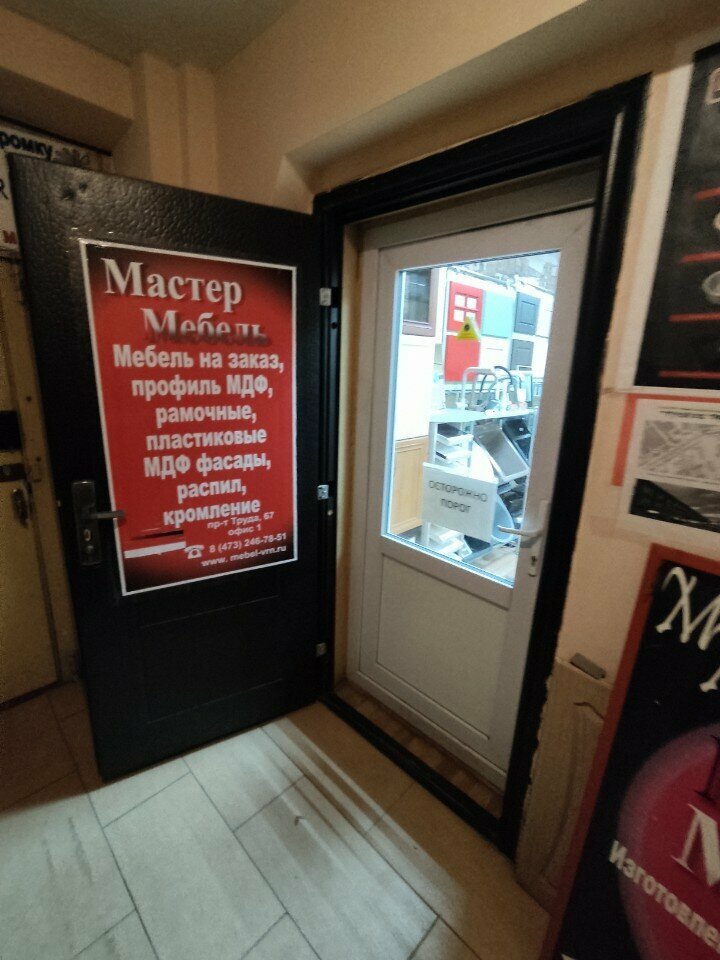 ромку
Мастер
Мебель
Мебель на заказ,
профиль МДФ,
рамочные,
пластиковые
МДФ фасады,
распил,
кромление
пр-т Труда, 67
офис 1
☎ 8 (473) 246-78-51
www. mebel-vrn.ru
ОСТОРОЖНО
ПОРОГ
М
Изготовле